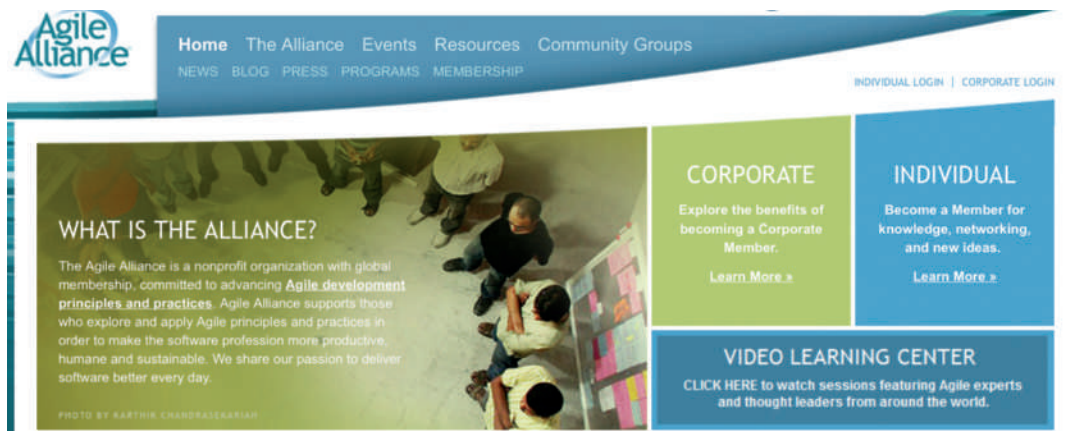 Agile
Alliance
Home The Alliance Events Resources Community Groups
NEWS BLOG PRESS PROGRAMS MEMBERSHIP
INDIVIDUAL LOGIN | CORPORATE LOGIN
WHAT IS THE ALLIANCE?
The Agile Alliance is a nonprofit organization with global
membership, committed to advancing Agile development
principles and practices. Agile Alliance supports those
who explore and apply Agile principles and practices in
order to make the software profession more productive,
humane and sustainable. We share our passion to deliver
software better every day.
PHOTO BY KARTHIK CHANDRASEKARIAH
CORPORATE
Explore the benefits of
becoming a Corporate
Member.
Learn More »
INDIVIDUAL
Become a Member for
knowledge, networking,
and new ideas.
Learn More »
VIDEO LEARNING CENTER
CLICK HERE to watch sessions featuring Agile experts
and thought leaders from around the world.